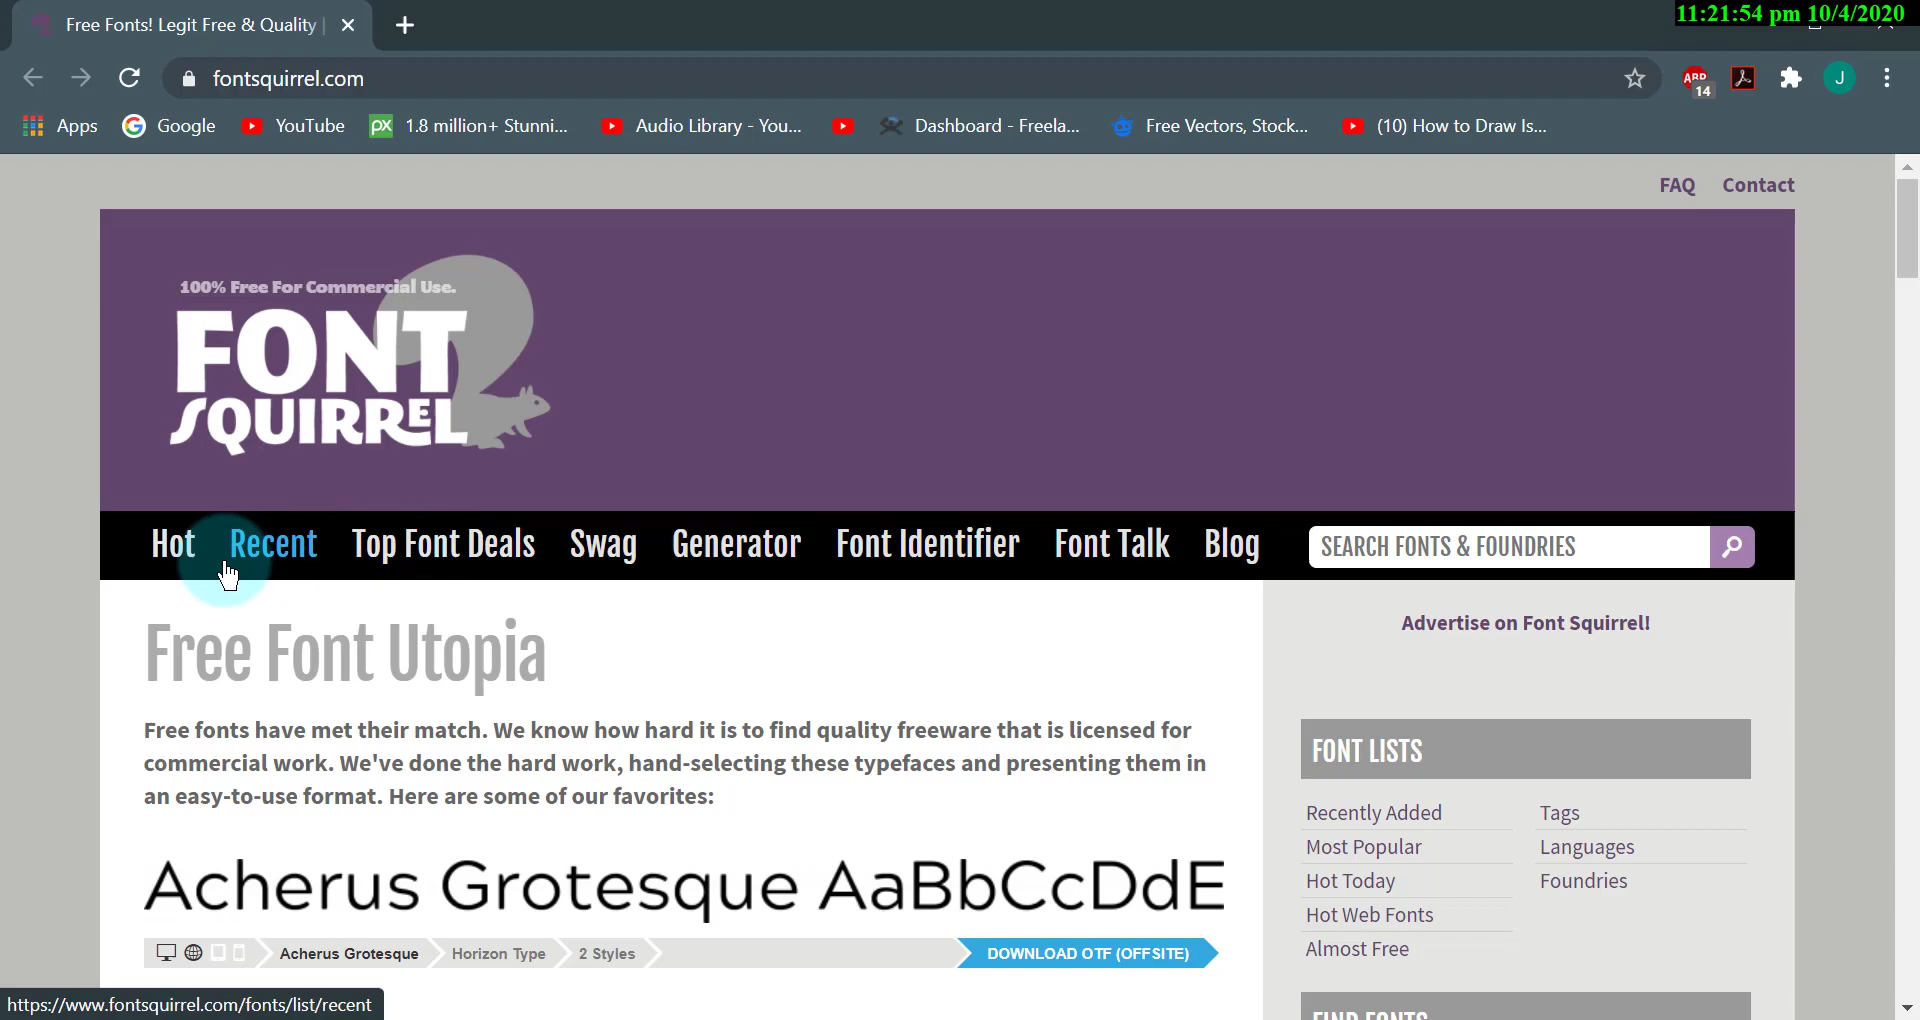 Free Fonts! Legit Free & Quality
11:21:54 pm 10/4/2020
fontsquirrel.com
ABP
14
J
Apps
Google
YouTube
px
1.8 million+ Stunni...
Audio Library - You...
Dashboard - Freela...
Free Vectors, Stock...
(10) How to Draw Is...
FAQ
Contact
100% Free For Commercial Use.
FONT
SQUIRREL
Hot
Recent
Top Font Deals
Swag
Generator
Font Identifier
Font Talk
Blog
SEARCH FONTS & FOUNDRIES
Free Font Utopia
Free fonts have met their match. We know how hard it is to find quality freeware that is licensed for
commercial work. We've done the hard work, hand-selecting these typefaces and presenting them in
an easy-to-use format. Here are some of our favorites:
Acherus Grotesque AaBbCcDdE
Acherus Grotesque
Horizon Type
2 Styles
DOWNLOAD OTF (OFFSITE)
Advertise on Font Squirrel!
FONT LISTS
Recently Added
Most Popular
Hot Today
Hot Web Fonts
Almost Free
Tags
Languages
Foundries
FIND FONTS
https://www.fontsquirrel.com/fonts/list/recent